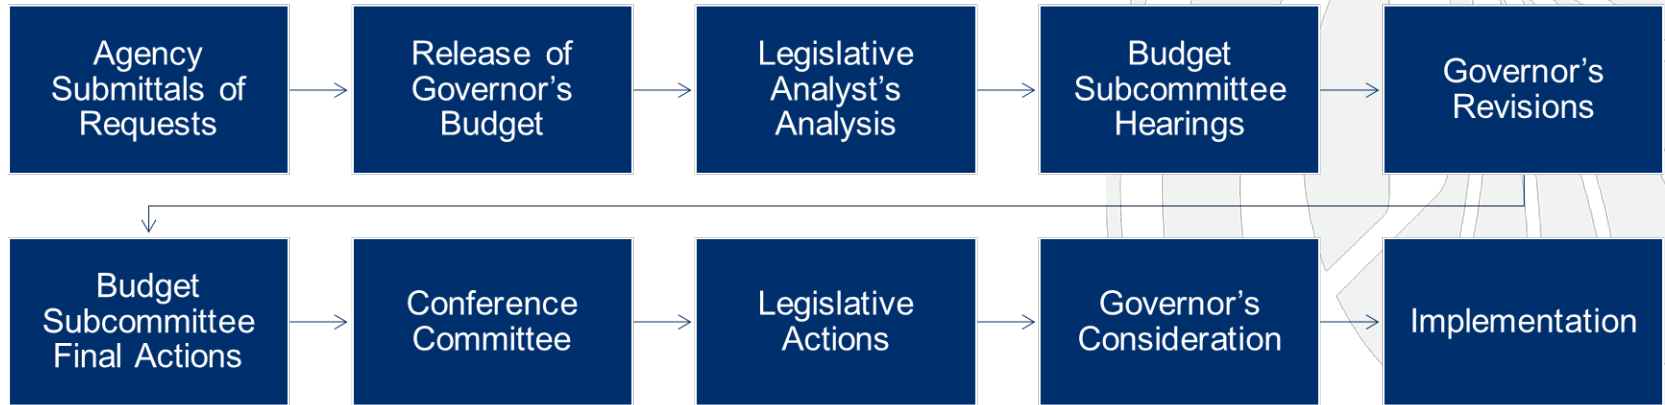 Agency
Submittals of
Requests
Release of
Governor’s
Budget
Legislative
Analyst’s
Analysis
Budget
Subcommittee
Hearings
Governor’s
Revisions
Budget
Subcommittee
Final Actions
Conference
Committee
Legislative
Actions
Governor’s
Consideration
Implementation